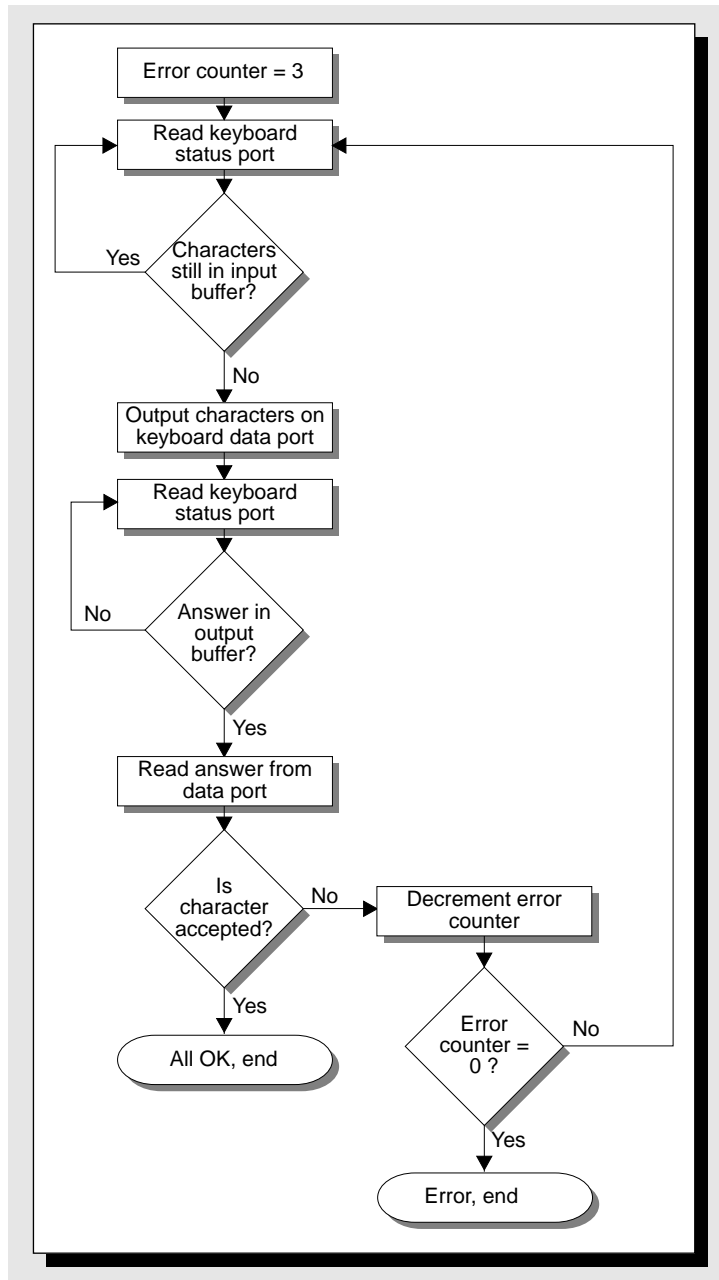 Error counter = 3
Read keyboard
status port
Yes
Characters
still in input
buffer?
No
Output characters on
keyboard data port
Read keyboard
status port
No
Answer in
output
buffer?
Yes
Read answer from
data port
Is
character
accepted?
No
Decrement error
counter
Yes
Error
counter =
0 ?
No
All OK, end
Yes
Error, end